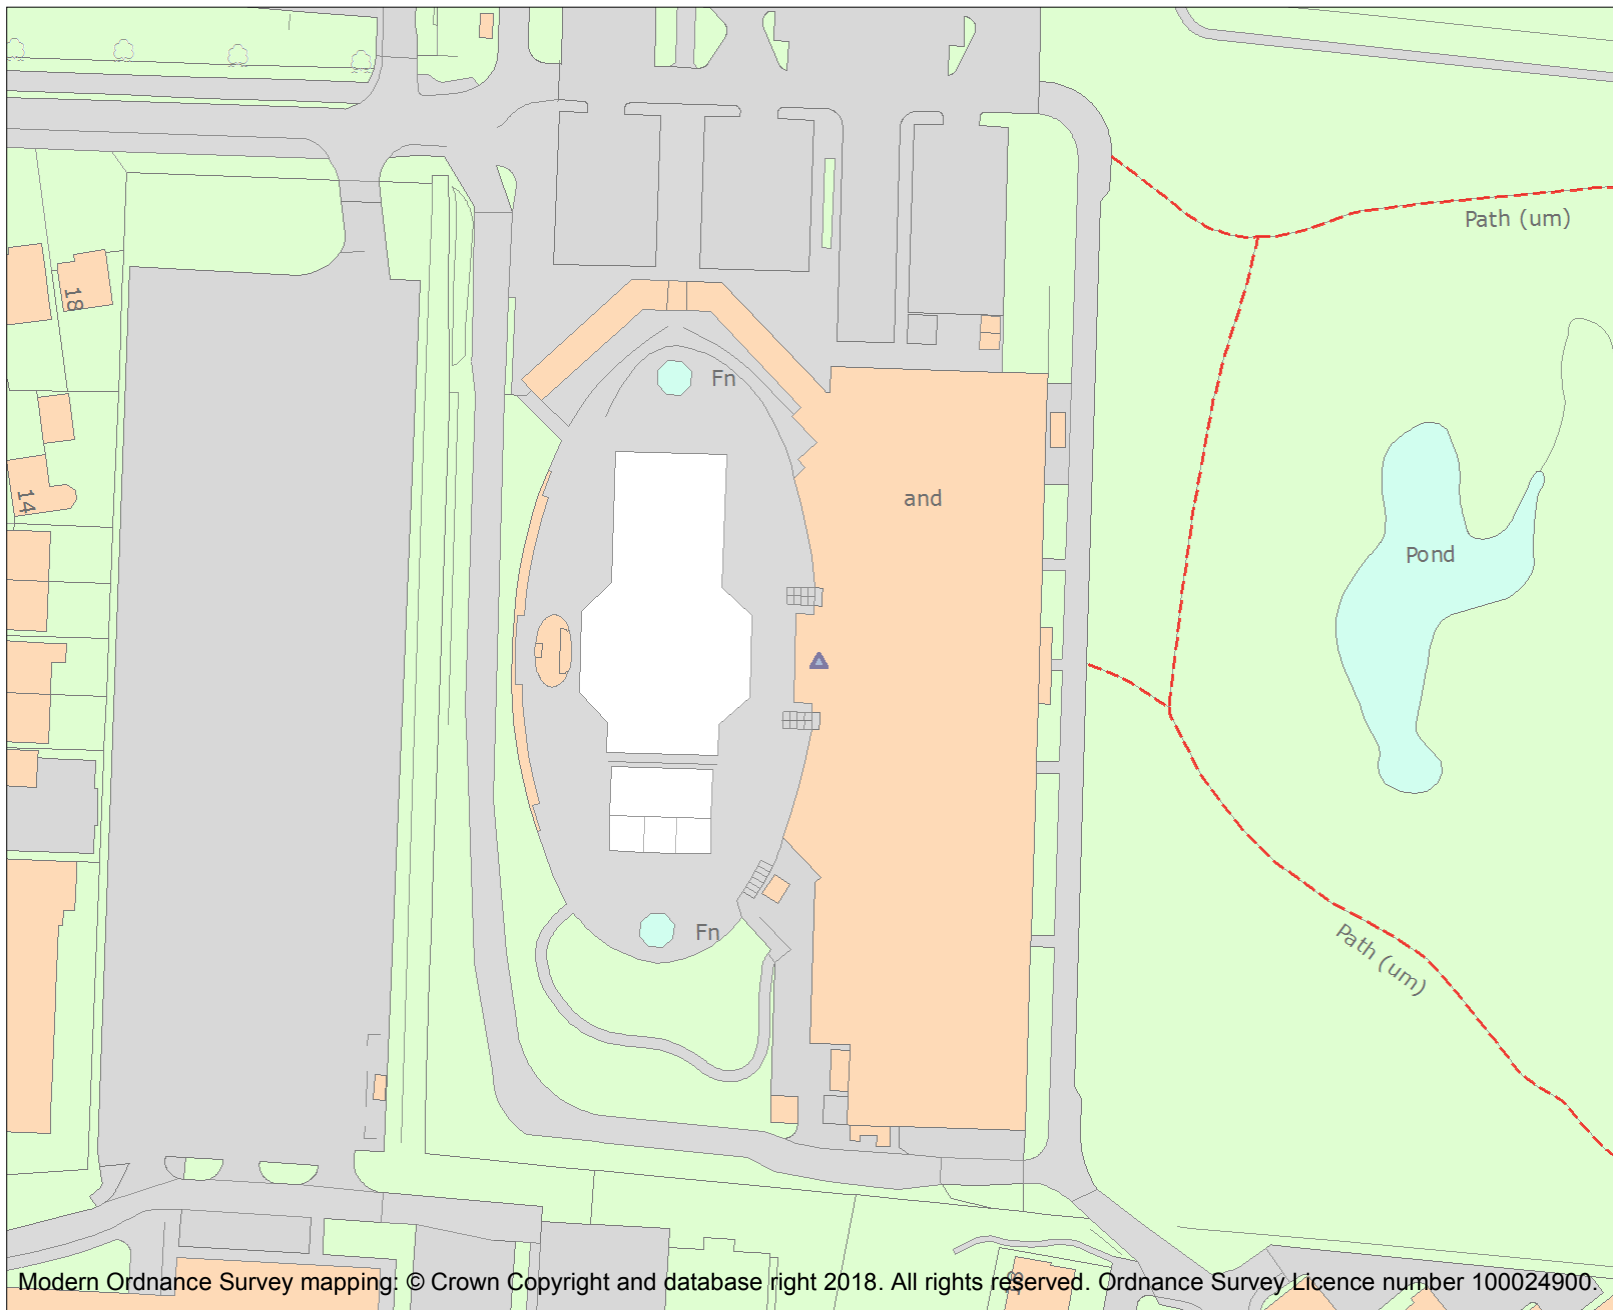 Path (um)
18
Fn
14
and
Pond
Fn
Path (um)
Modern Ordnance Survey mapping: © Crown Copyright and database right 2018. All rights reserved. Ordnance Survey Licence number 100024900.